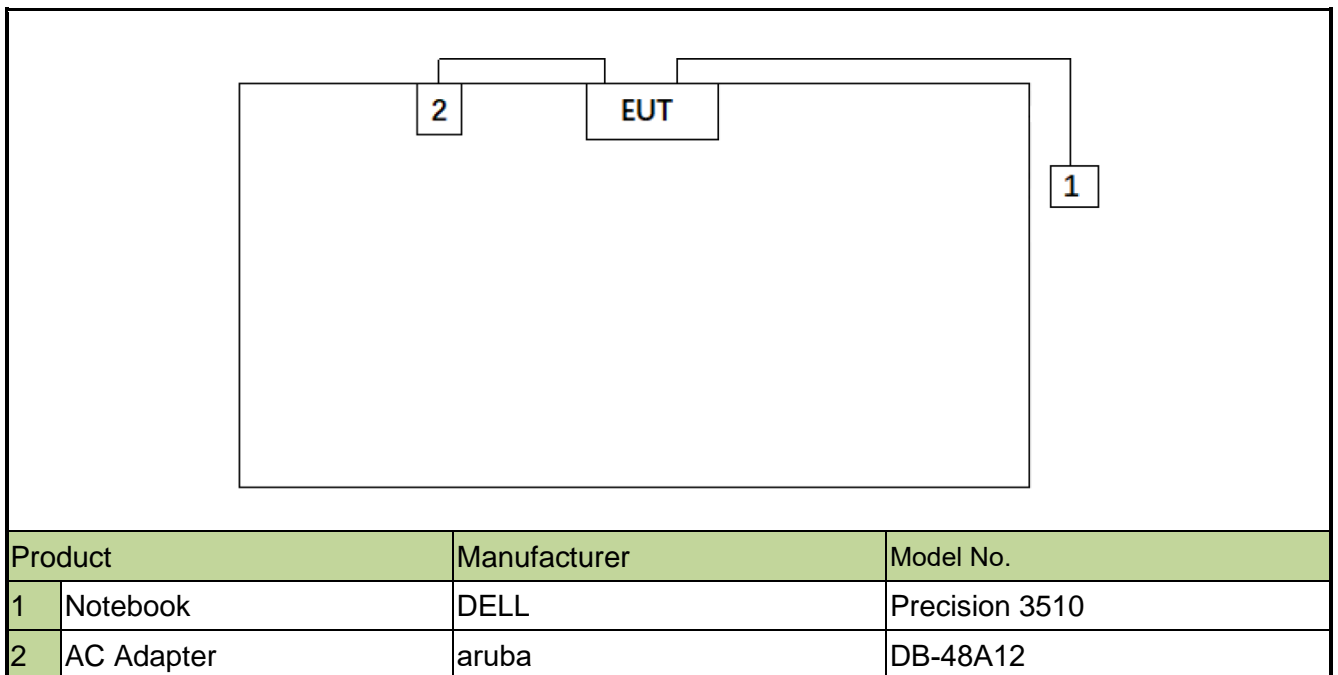 2 EUT
1
Product Manufacturer Model No.
1 Notebook DELL Precision 3510
2 AC Adapter aruba DB-48A12